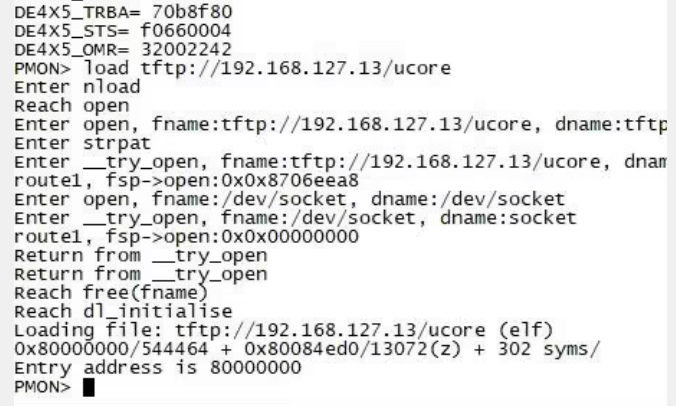 DE4X5_TRBA= 70b8f80
DE4X5_STS= f0660004
DE4X5_OMR= 32002242
PMON> load tftp://192.168.127.13/ucore
Enter nload
Reach open
Enter open, fname:tftp://192.168.127.13/ucore, dname:tftp
Enter strpat
Enter __try_open, fname:tftp://192.168.127.13/ucore, dnam
route1, fsp->open:0x0x8706eea8
Enter open, fname:/dev/socket, dname:/dev/socket
Enter __try_open, fname:/dev/socket, dname:socket
route1, fsp->open:0x0x00000000
Return from __try_open
Return from __try_open
Reach free(fname)
Reach dl_initialise
Loading file: tftp://192.168.127.13/ucore (elf)
0x80000000/544464 + 0x80084ed0/13072(z) + 302 syms/
Entry address is 80000000
PMON>